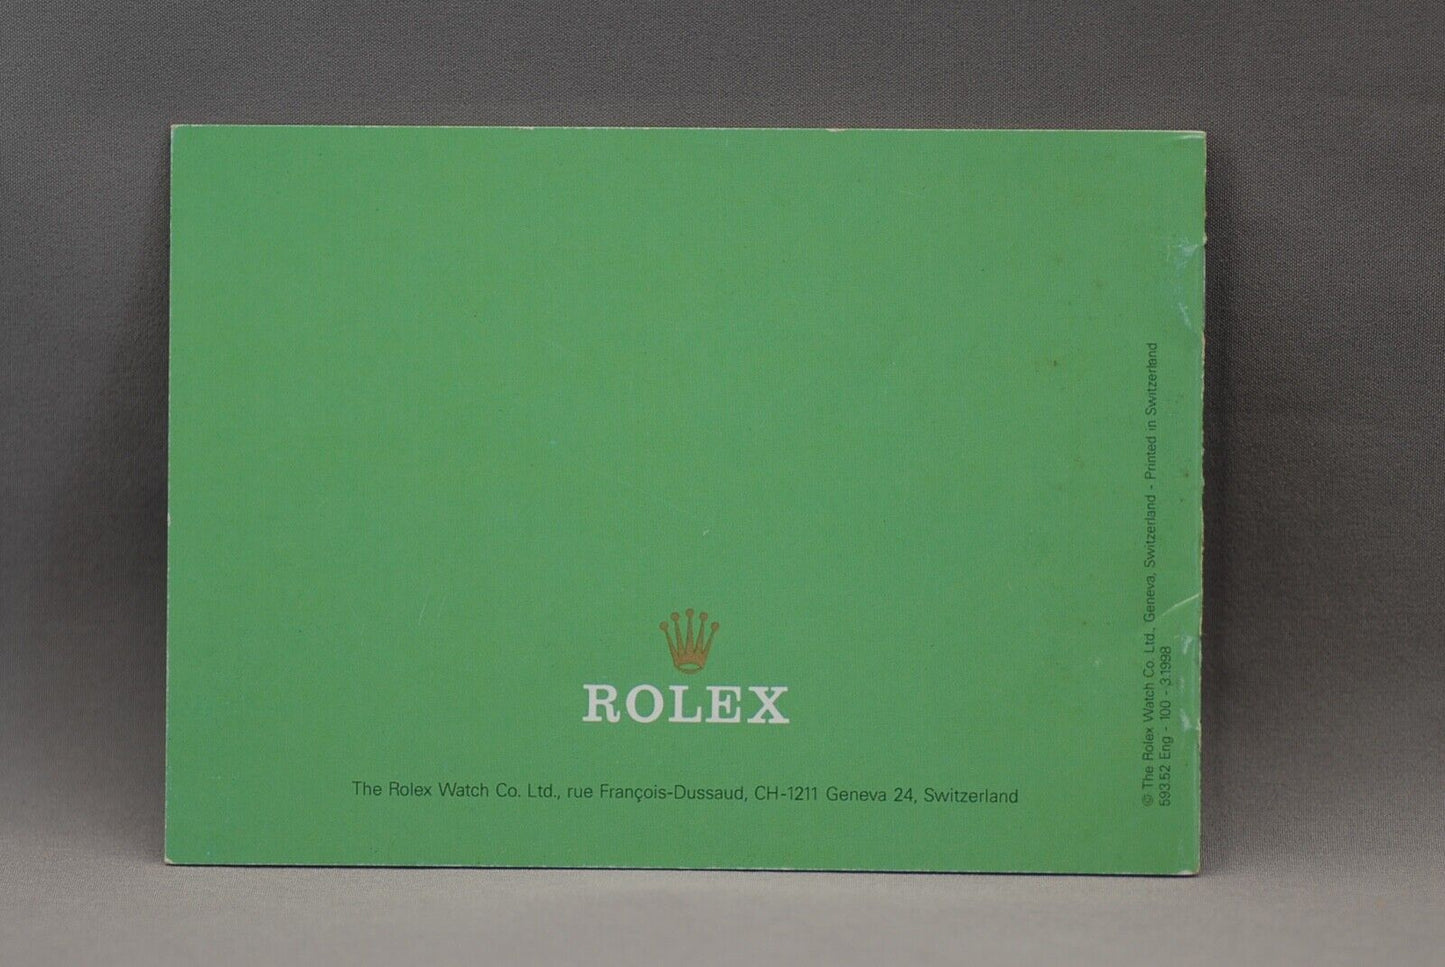 ROLEX
The Rolex Watch Co. Ltd., rue François-Dussaud, CH-1211 Geneva 24, Switzerland
© The Rolex Watch Co. Ltd., Geneva, Switzerland - Printed in Switzerland
593.52 Eng - 100 - 3.1998